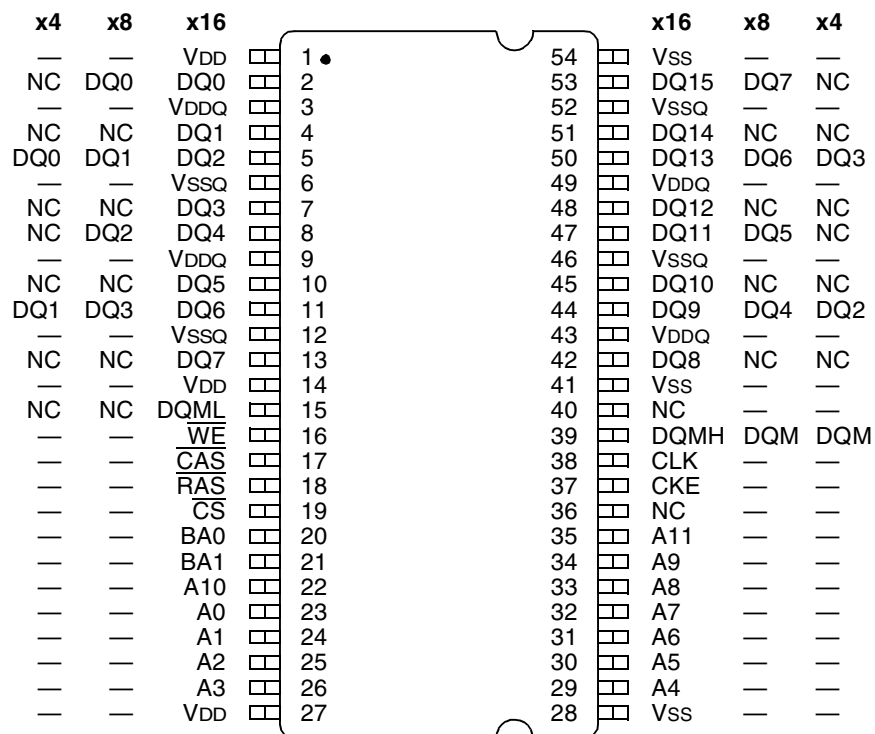 x4 x8 x16 x16 x8 x4
— — VDD 1 54 VSS — —
NC DQ0 DQ0 2 53 DQ15 DQ7 NC
— — VDDQ 3 52 VSSQ — —
NC NC DQ1 4 51 DQ14 NC NC
DQ0 DQ1 DQ2 5 50 DQ13 DQ6 DQ3
— — VSSQ 6 49 VDDQ — —
NC NC DQ3 7 48 DQ12 NC NC
NC DQ2 DQ4 8 47 DQ11 DQ5 NC
— — VDDQ 9 46 VSSQ — —
NC NC DQ5 10 45 DQ10 NC NC
DQ1 DQ3 DQ6 11 44 DQ9 DQ4 DQ2
— — VSSQ 12 43 VDDQ — —
NC NC DQ7 13 42 DQ8 NC NC
— — VDD 14 41 VSS — —
NC NC DQML 15 40 NC — —
— — W̅E̅ 16 39 DQMH DQM DQM
— — C̅A̅S̅ 17 38 CLK — —
— — R̅A̅S̅ 18 37 CKE — —
— — C̅S̅ 19 36 NC — —
— — BA0 20 35 A11 — —
— — BA1 21 34 A9 — —
— — A10 22 33 A8 — —
— — A0 23 32 A7 — —
— — A1 24 31 A6 — —
— — A2 25 30 A5 — —
— — A3 26 29 A4 — —
— — VDD 27 28 VSS — —